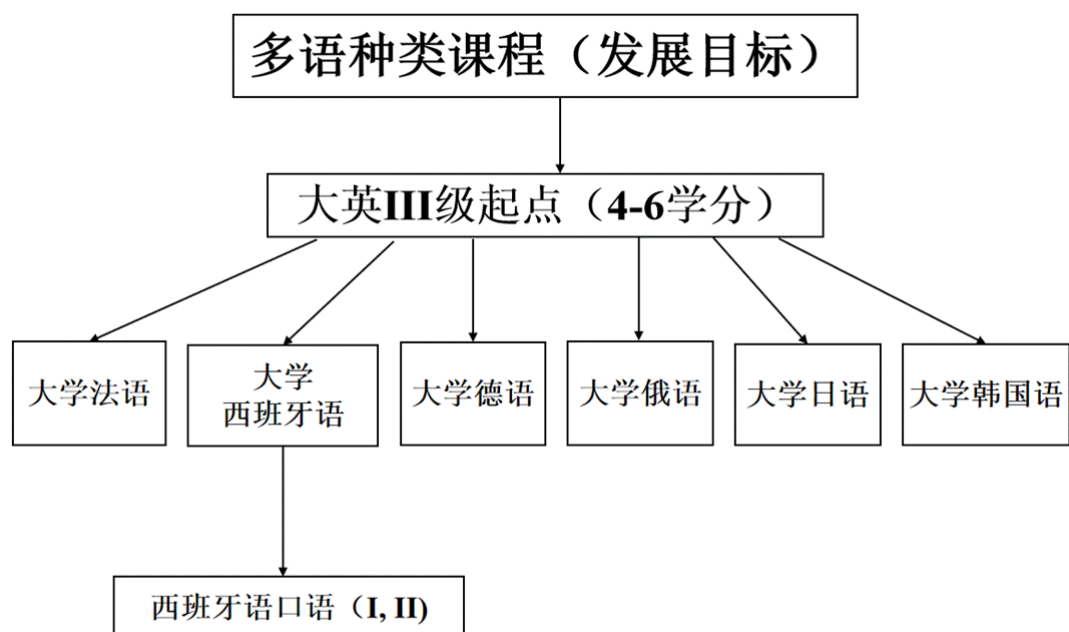 多语种类课程（发展目标）
大英III级起点（4-6学分）
大学法语
大学
西班牙语
大学德语
大学俄语
大学日语
大学韩国语
西班牙语口语（I, II)